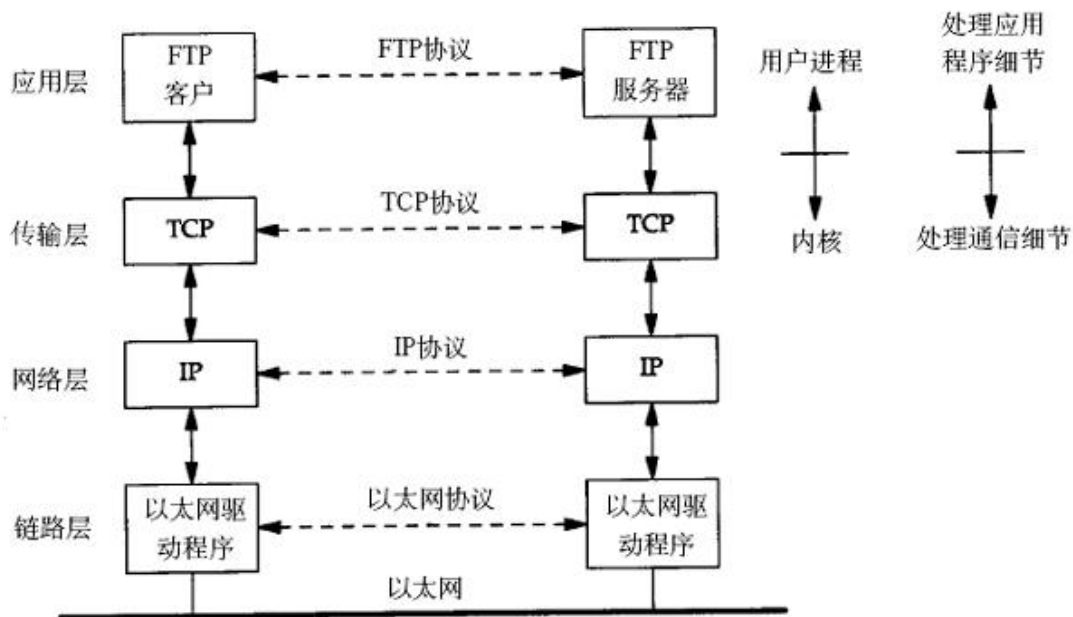 应用层
FTP
客户
FTP协议
FTP
服务器
用户进程
处理应用
程序细节
传输层
TCP
TCP协议
TCP
内核
处理通信细节
网络层
IP
IP协议
IP
链路层
以太网驱
动程序
以太网协议
以太网驱
动程序
以太网